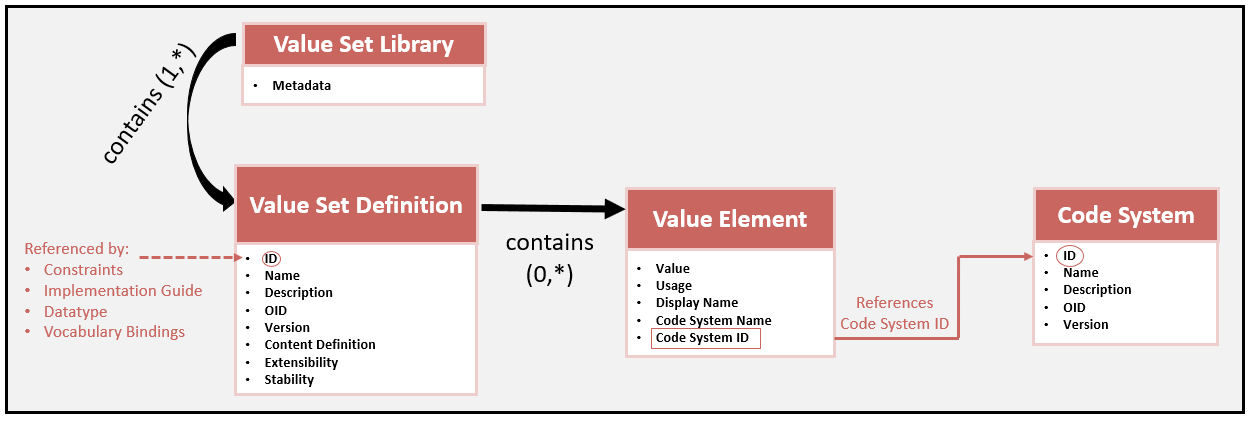 Value Set Library
• Metadata
contains (1,*)
Value Set Definition
• ID
• Name
• Description
• OID
• Version
• Content Definition
• Extensibility
• Stability
Referenced by:
• Constraints
• Implementation Guide
• Datatype
• Vocabulary Bindings
contains
(0,*)
Value Element
• Value
• Usage
• Display Name
• Code System Name
• Code System ID
References
Code System ID
Code System
• ID
• Name
• Description
• OID
• Version